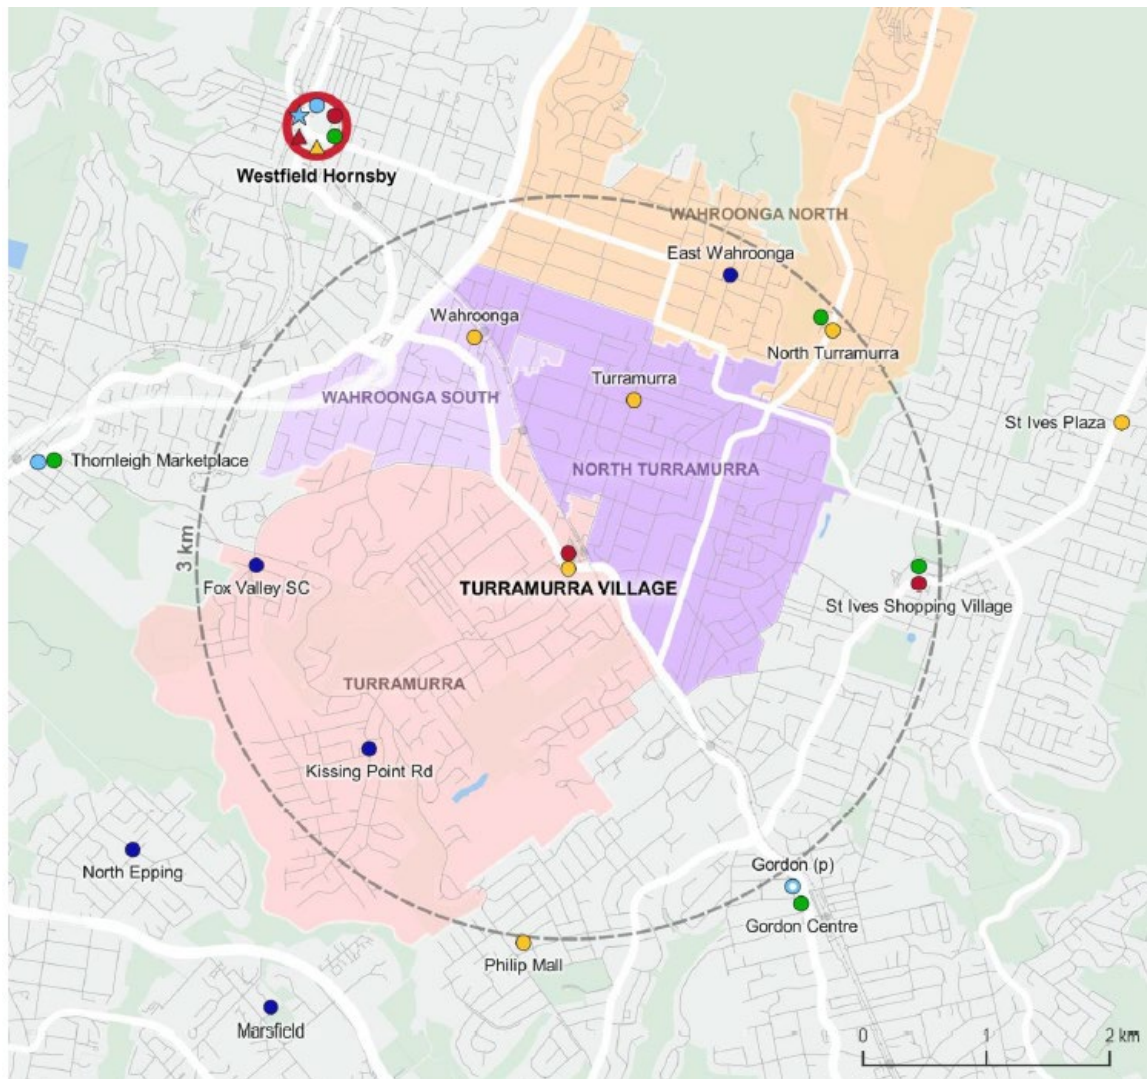 Westfield Hornsby
WAHROONGA NORTH
East Wahroonga
Wahroonga
North Turramurra
Turramurra
WAHROONGA SOUTH
St Ives Plaza
Thornleigh Marketplace
NORTH TURRAMURRA
3 km
Fox Valley SC
TURRAMURRA VILLAGE
St Ives Shopping Village
TURRAMURRA
Kissing Point Rd
North Epping
Gordon (p)
Gordon Centre
Philip Mall
Marsfield
0 1 2 km